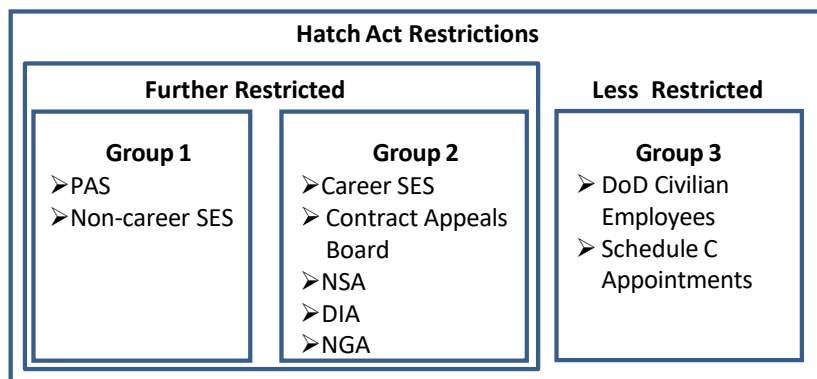 Hatch Act Restrictions
Further Restricted
Group 1
➢PAS
➢Non-career SES
Group 2
➢Career SES
➢ Contract Appeals
Board
➢NSA
➢DIA
➢NGA
Less Restricted
Group 3
➢ DoD Civilian
Employees
➢ Schedule C
Appointments